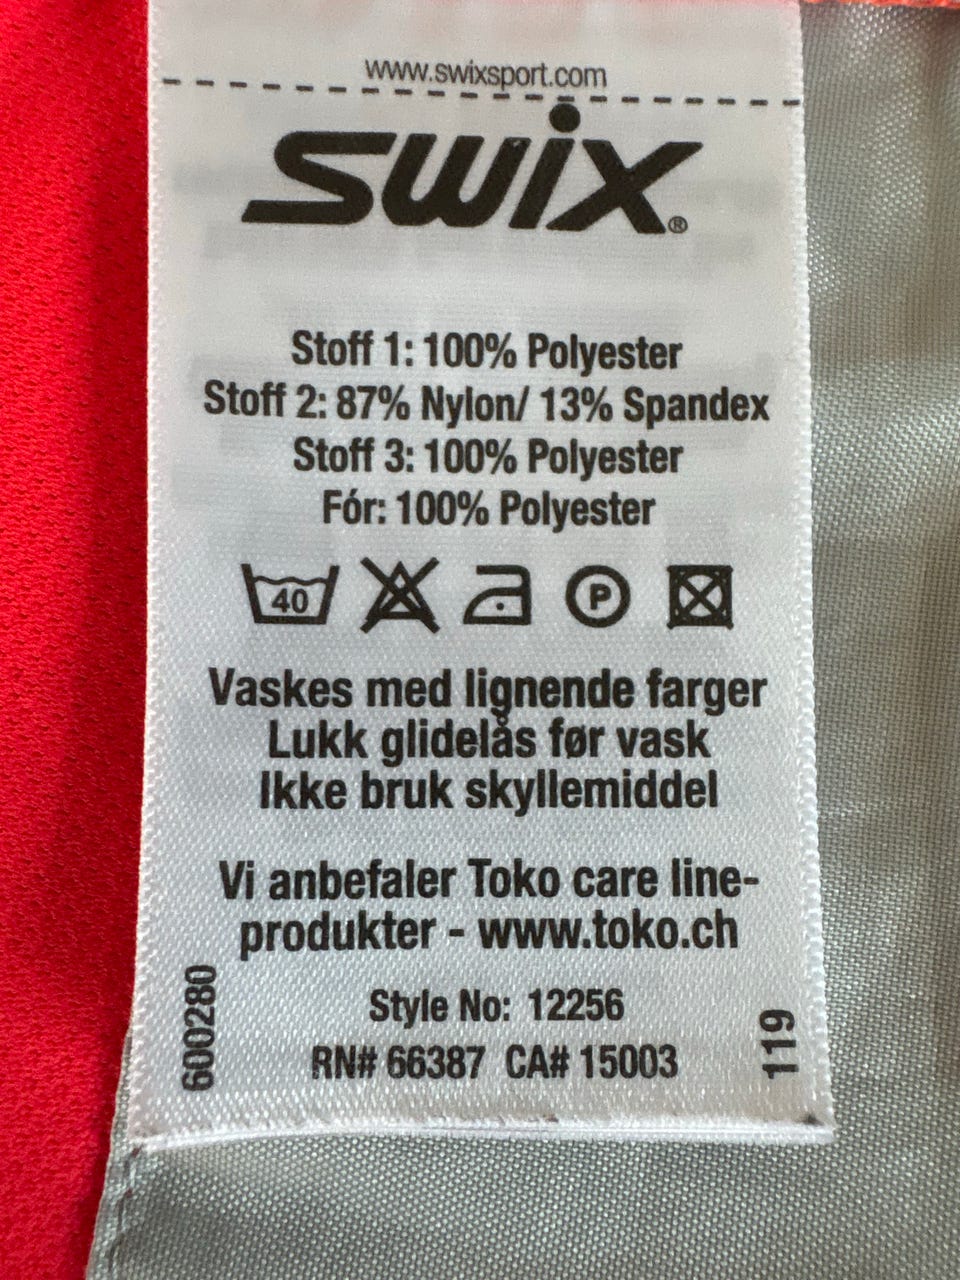 www.swixsport.com
swix®
Stoff 1: 100% Polyester
Stoff 2: 87% Nylon/ 13% Spandex
Stoff 3: 100% Polyester
Fór: 100% Polyester
40 P
Vaskes med lignende farger
Lukk glidelås før vask
Ikke bruk skyllemiddel
Vi anbefaler Toko care line-
produkter - www.toko.ch
Style No: 12256
RN# 66387 CA# 15003
600280
119